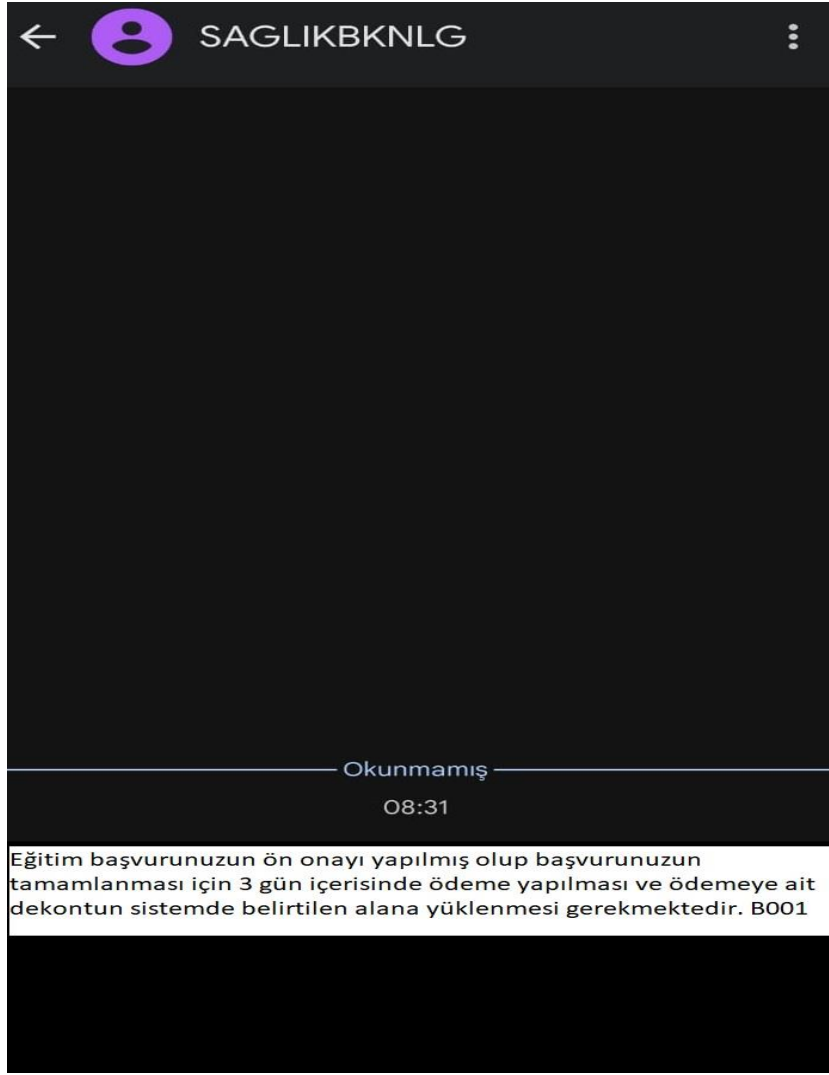 SAGLIKBKNLG
Okunmamış
08:31
Eğitim başvurunuzun ön onayı yapılmış olup başvurunuzun
tamamlanması için 3 gün içerisinde ödeme yapılması ve ödemeye ait
dekontun sistemde belirtilen alana yüklenmesi gerekmektedir. B001